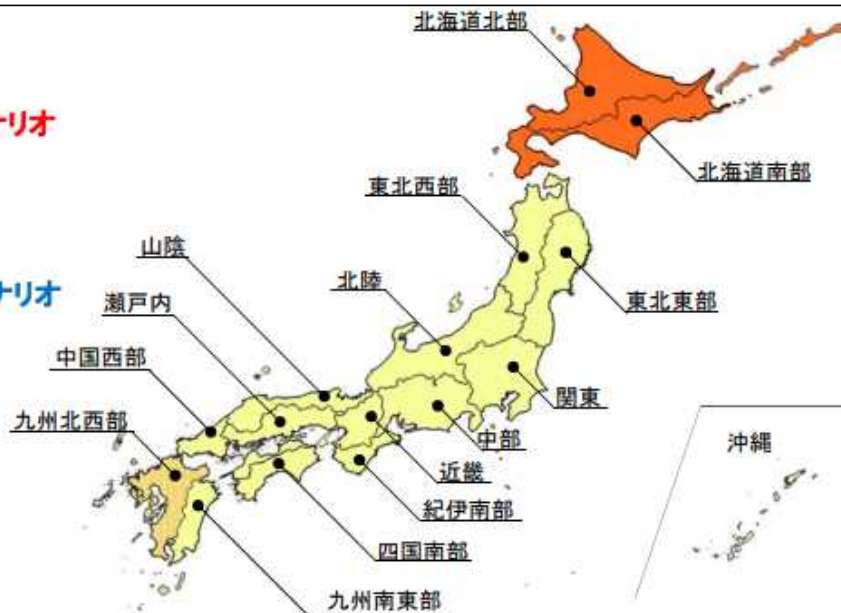 北海道北部
ナリオ
北海道南部
東北西部
山陰
北陸
ナリオ
東北東部
瀬戸内
中国西部
関東
九州北西部
中部
沖縄
近畿
紀伊南部
四国南部
九州南東部